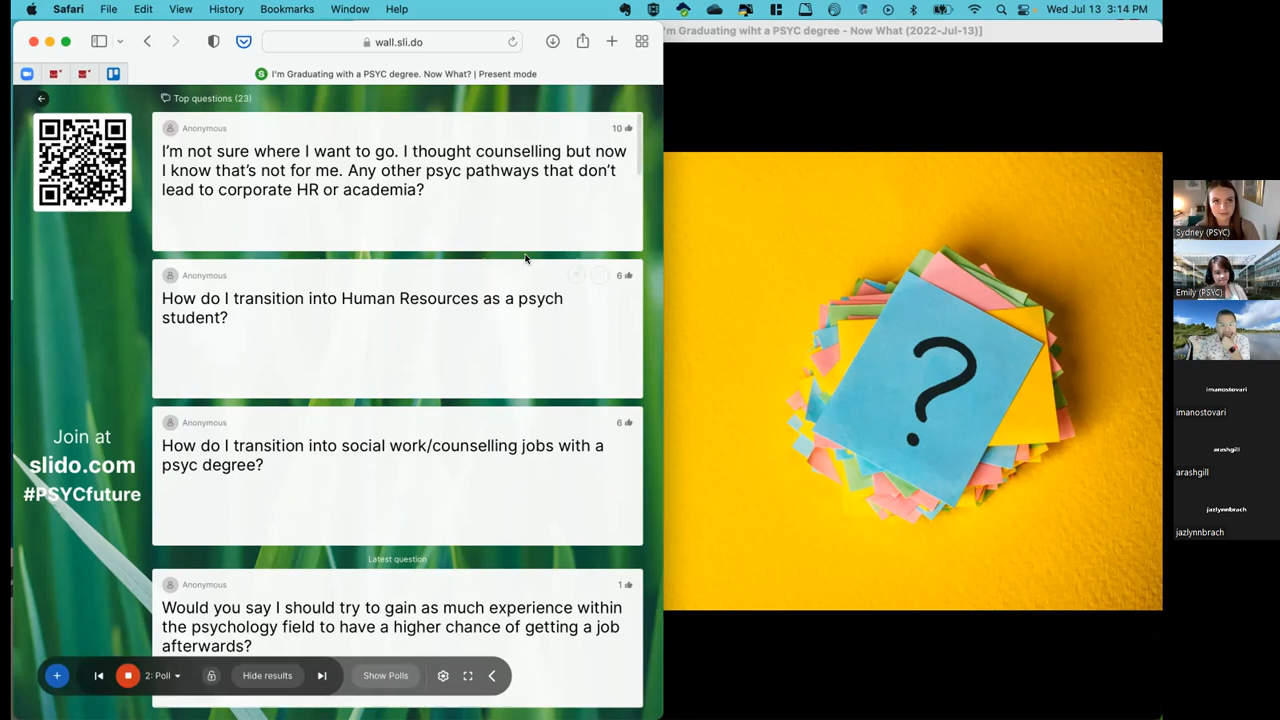 Safari File Edit View History Bookmarks Window Help Wed Jul 13 3:14 PM
'm Graduating wiht a PSYC degree - Now What (2022-Jul-13)]
wall.sli.do
I'm Graduating with a PSYC degree. Now What? | Present mode
Top questions (23)
Anonymous 10
I'm not sure where I want to go. I thought counselling but now
I know that's not for me. Any other psyc pathways that don't
lead to corporate HR or academia?
Anonymous 6
How do I transition into Human Resources as a psych
student?
Anonymous 6
How do I transition into social work/counselling jobs with a
psyc degree?
Latest question
Anonymous 1
Would you say I should try to gain as much experience within
the psychology field to have a higher chance of getting a job
afterwards?
Join at
slido.com
#PSYCfuture
2: Poll Hide results Show Polls
?
Sydney (PSYC)
Emily (PSYC)
imanostovari
imanostovari
arashgill
arashgill
jazlynnbrach
jazlynnbrach